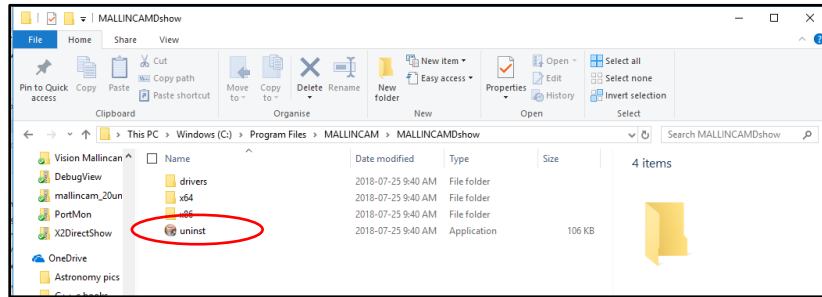 MALLINCAMDshow
File Home Share View
Pin to Quick access
Copy
Paste
Cut
Copy path
Paste shortcut
Clipboard
Move to
Copy to
Delete
Rename
Organise
New folder
New item
Easy access
New
Properties
Open
Edit
History
Open
Select all
Select none
Invert selection
Select
This PC > Windows (C:) > Program Files > MALLINCAM > MALLINCAMDshow
Search MALLINCAMDshow
Vision Mallincan
DebugView
mallincam_20un
PortMon
X2DirectShow
OneDrive
Astronomy pics
Name Date modified Type Size
drivers 2018-07-25 9:40 AM File folder
x64 2018-07-25 9:40 AM File folder
x86 2018-07-25 9:40 AM File folder
uninst 2018-07-25 9:40 AM Application 106 KB
4 items